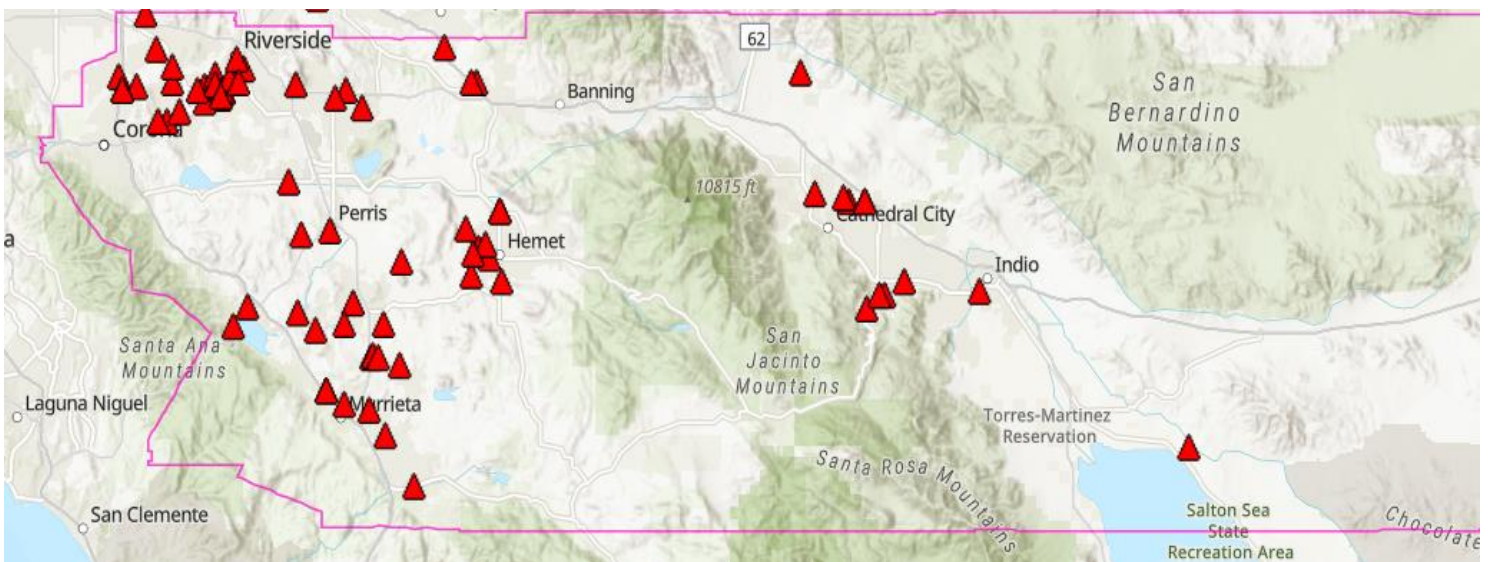 Riverside
62
Banning
San
Bernardino
Mountains
Corona
10815 ft
Perris
Cathedral City
Hemet
a
Indio
Santa Ana
Mountains
San
Jacinto
Mountains
Laguna Niguel
Murrieta
Torres-Martinez
Reservation
Santa Rosa Mountains
San Clemente
Salton Sea
State
Recreation Area
Chocolate